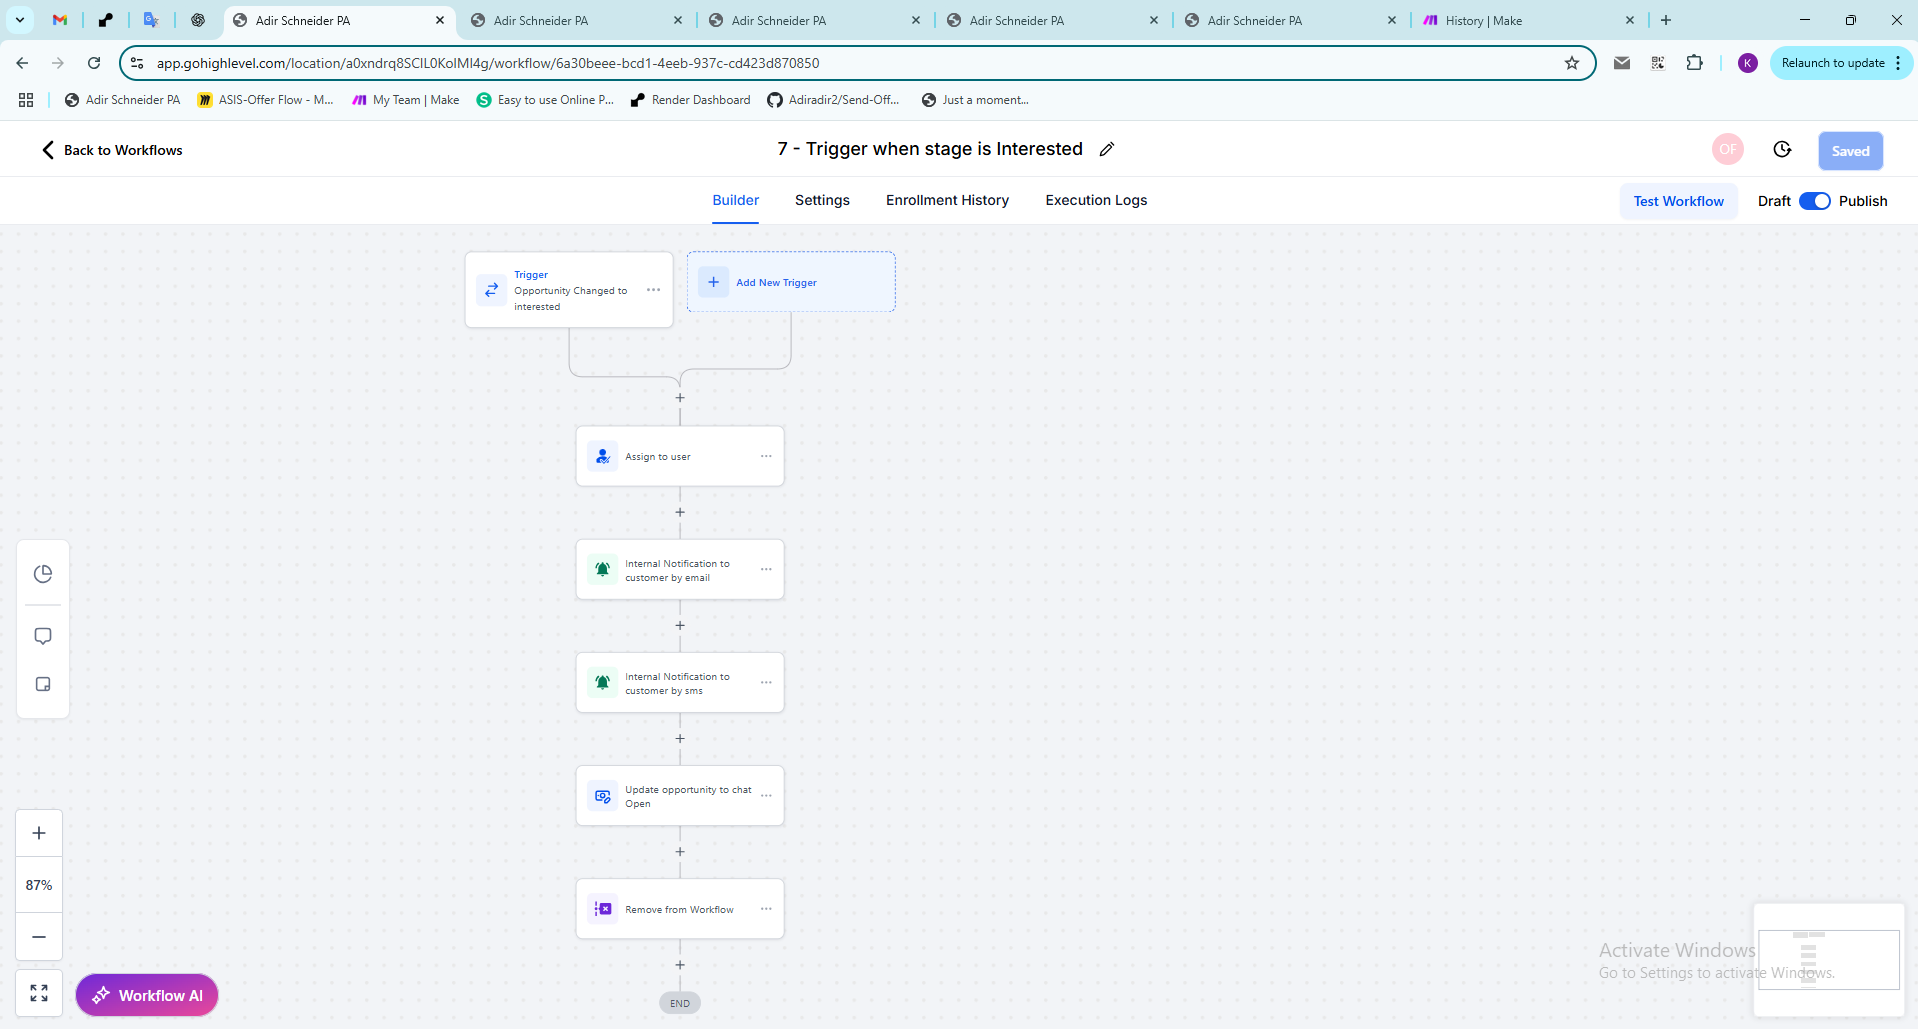 Adir Schneider PA
Adir Schneider PA
Adir Schneider PA
Adir Schneider PA
Adir Schneider PA
History | Make
app.gohighlevel.com/location/a0xndrq8SClL0KolMI4g/workflow/6a30beee-bcd1-4eeb-937c-cd423d870850
K
Relaunch to update
Adir Schneider PA
ASIS-Offer Flow - M...
My Team | Make
Easy to use Online P...
Render Dashboard
Adiradir2/Send-Off...
Just a moment...
Back to Workflows
7 - Trigger when stage is Interested
OF
Saved
Builder
Settings
Enrollment History
Execution Logs
Test Workflow
Draft
Publish
Trigger
Opportunity Changed to
interested
Add New Trigger
Assign to user
Internal Notification to
customer by email
Internal Notification to
customer by sms
Update opportunity to chat
Open
Remove from Workflow
END
87%
Workflow AI
Activate Windows
Go to Settings to activate Windows.